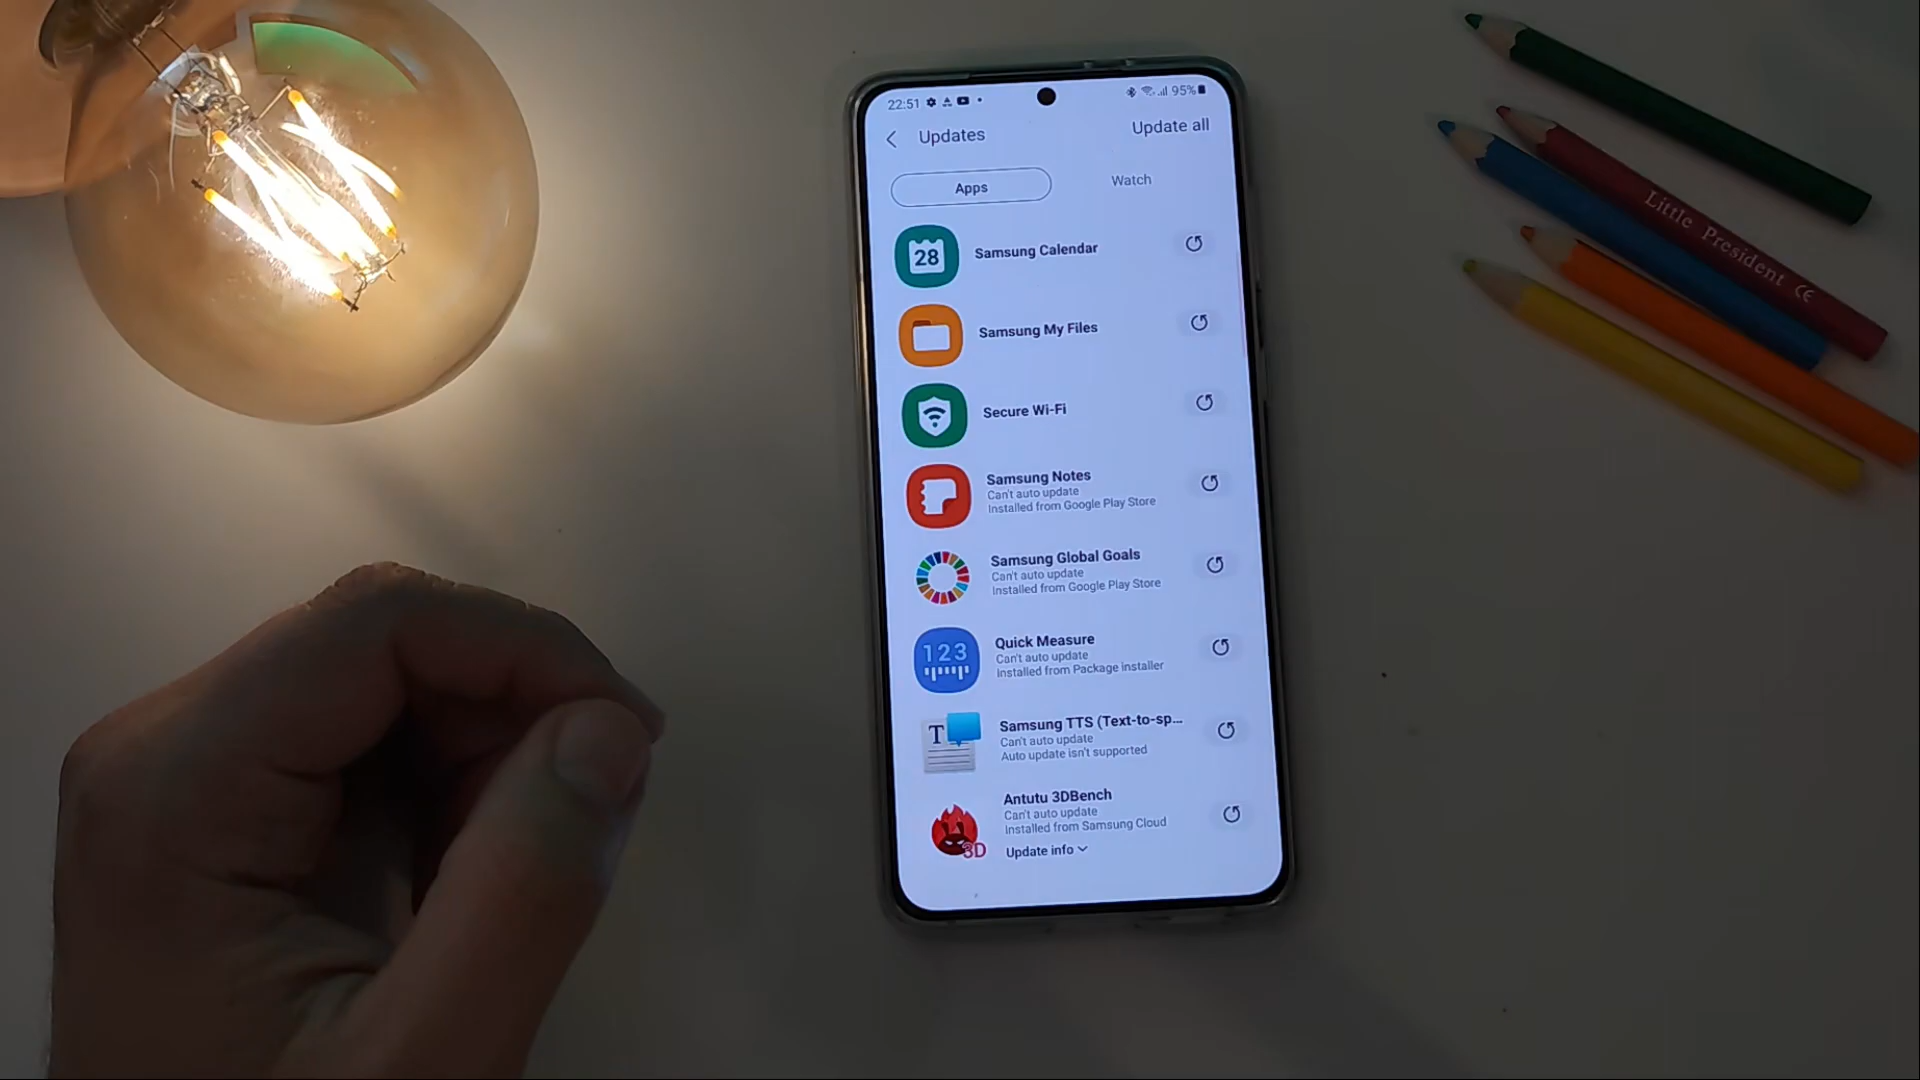 22:51
95%
Updates
Update all
Apps
Watch
28
Samsung Calendar
Samsung My Files
Secure Wi-Fi
Samsung Notes
Can't auto update
Installed from Google Play Store
Samsung Global Goals
Can't auto update
Installed from Google Play Store
123
Quick Measure
Can't auto update
Installed from Package installer
T
Samsung TTS (Text-to-sp...
Can't auto update
Auto update isn't supported
3D
Antutu 3DBench
Can't auto update
Installed from Samsung Cloud
Update info
Little President CE